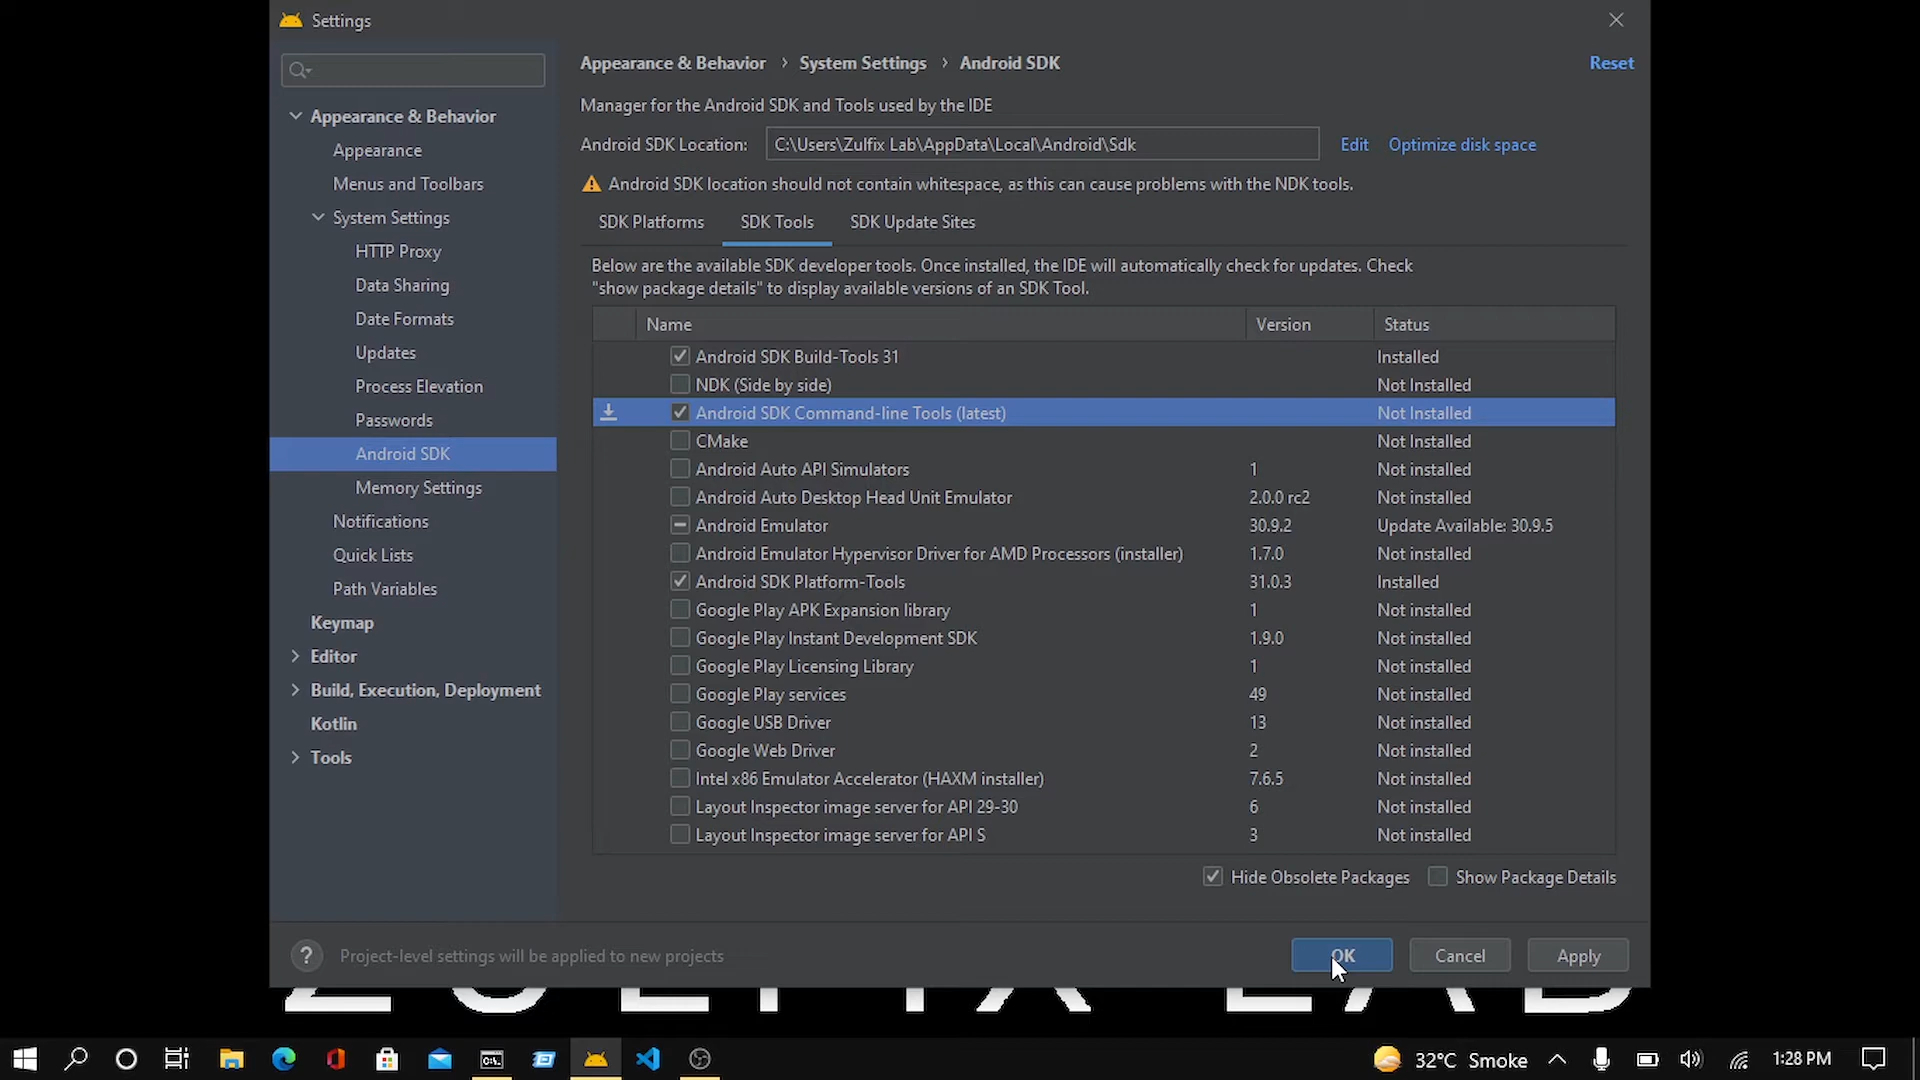 Settings
Appearance & Behavior › System Settings › Android SDK
Reset
Manager for the Android SDK and Tools used by the IDE
Android SDK Location: C:\Users\Zulfix Lab\AppData\Local\Android\Sdk Edit Optimize disk space
Android SDK location should not contain whitespace, as this can cause problems with the NDK tools.
Appearance & Behavior
Appearance
Menus and Toolbars
System Settings
HTTP Proxy
Data Sharing
Date Formats
Updates
Process Elevation
Passwords
Android SDK
Memory Settings
Notifications
Quick Lists
Path Variables
Keymap
Editor
Build, Execution, Deployment
Kotlin
Tools
SDK Platforms SDK Tools SDK Update Sites
Below are the available SDK developer tools. Once installed, the IDE will automatically check for updates. Check
"show package details" to display available versions of an SDK Tool.
Name Version Status
Android SDK Build-Tools 31 Installed
NDK (Side by side) Not Installed
Android SDK Command-line Tools (latest) Not Installed
CMake Not Installed
Android Auto API Simulators 1 Not installed
Android Auto Desktop Head Unit Emulator 2.0.0 rc2 Not installed
Android Emulator 30.9.2 Update Available: 30.9.5
Android Emulator Hypervisor Driver for AMD Processors (installer) 1.7.0 Not installed
Android SDK Platform-Tools 31.0.3 Installed
Google Play APK Expansion library 1 Not installed
Google Play Instant Development SDK 1.9.0 Not installed
Google Play Licensing Library 1 Not installed
Google Play services 49 Not installed
Google USB Driver 13 Not installed
Google Web Driver 2 Not installed
Intel x86 Emulator Accelerator (HAXM installer) 7.6.5 Not installed
Layout Inspector image server for API 29-30 6 Not installed
Layout Inspector image server for API S 3 Not installed
Hide Obsolete Packages Show Package Details
? Project-level settings will be applied to new projects
OK Cancel Apply
ZULFIX LAB
32°C Smoke 1:28 PM